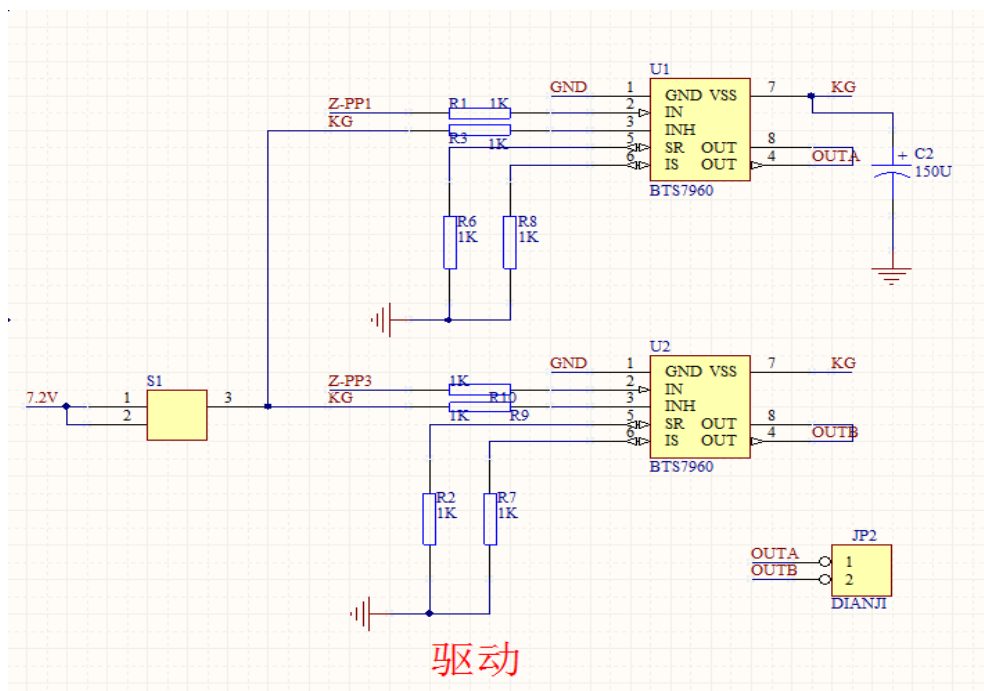 U1
GND 1 7 KG
GND VSS
Z-PP1 R1 1K 2 IN
KG 3 INH
R3 1K 5 SR OUT 8
6 IS OUT 4 OUTA
+ C2
150U
BTS7960
R6 R8
1K 1K
U2
GND 1 7 KG
GND VSS
S1 Z-PP3 1K 2 IN
7.2V 1 3 KG R10 3 INH
2 1K R9 5 SR OUT 8
6 IS OUT 4 OUTB
BTS7960
R2 R7
1K 1K
JP2
OUTA 1
OUTB 2
DIANJI
驱动